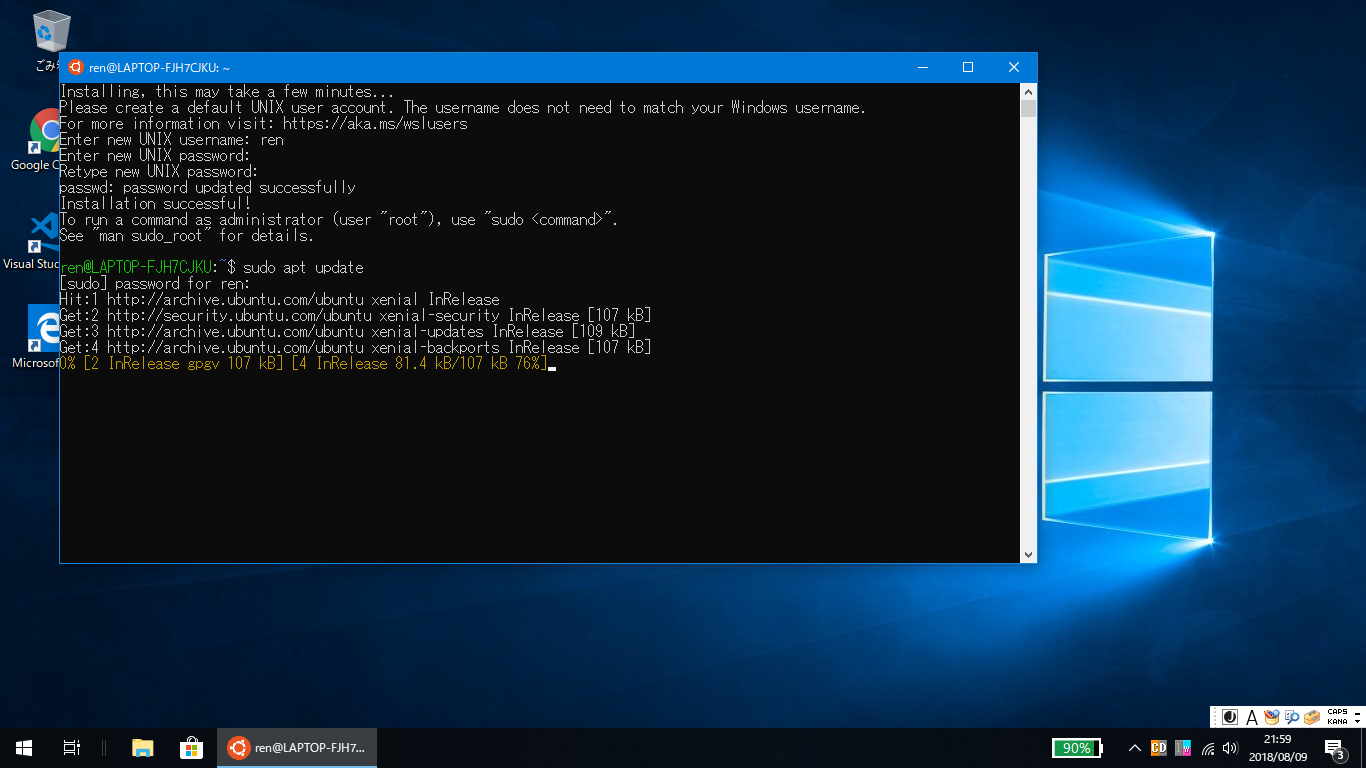 ごみ
Google C
Visual Stud
Microsof
ren@LAPTOP-FJH7CJKU: ~
Installing, this may take a few minutes...
Please create a default UNIX user account. The username does not need to match your Windows username.
For more information visit: https://aka.ms/wslusers
Enter new UNIX username: ren
Enter new UNIX password:
Retype new UNIX password:
passwd: password updated successfully
Installation successful!
To run a command as administrator (user "root"), use "sudo <command>".
See "man sudo_root" for details.
ren@LAPTOP-FJH7CJKU:~$ sudo apt update
[sudo] password for ren:
Hit:1 http://archive.ubuntu.com/ubuntu xenial InRelease
Get:2 http://security.ubuntu.com/ubuntu xenial-security InRelease [107 kB]
Get:3 http://archive.ubuntu.com/ubuntu xenial-updates InRelease [109 kB]
Get:4 http://archive.ubuntu.com/ubuntu xenial-backports InRelease [107 kB]
0% [2 InRelease gpgv 107 kB] [4 InRelease 81.4 kB/107 kB 76%]
A
CAPS
KANA
ren@LAPTOP-FJH7...
90%
CD
21:59
2018/08/09
3